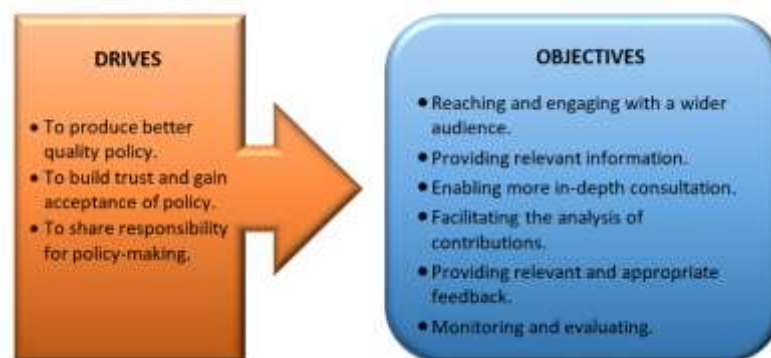 DRIVES
• To produce better
quality policy.
• To build trust and gain
acceptance of policy.
• To share responsibility
for policy-making.
OBJECTIVES
• Reaching and engaging with a wider
audience.
• Providing relevant information.
• Enabling more in-depth consultation.
• Facilitating the analysis of
contributions.
• Providing relevant and appropriate
feedback.
• Monitoring and evaluating.